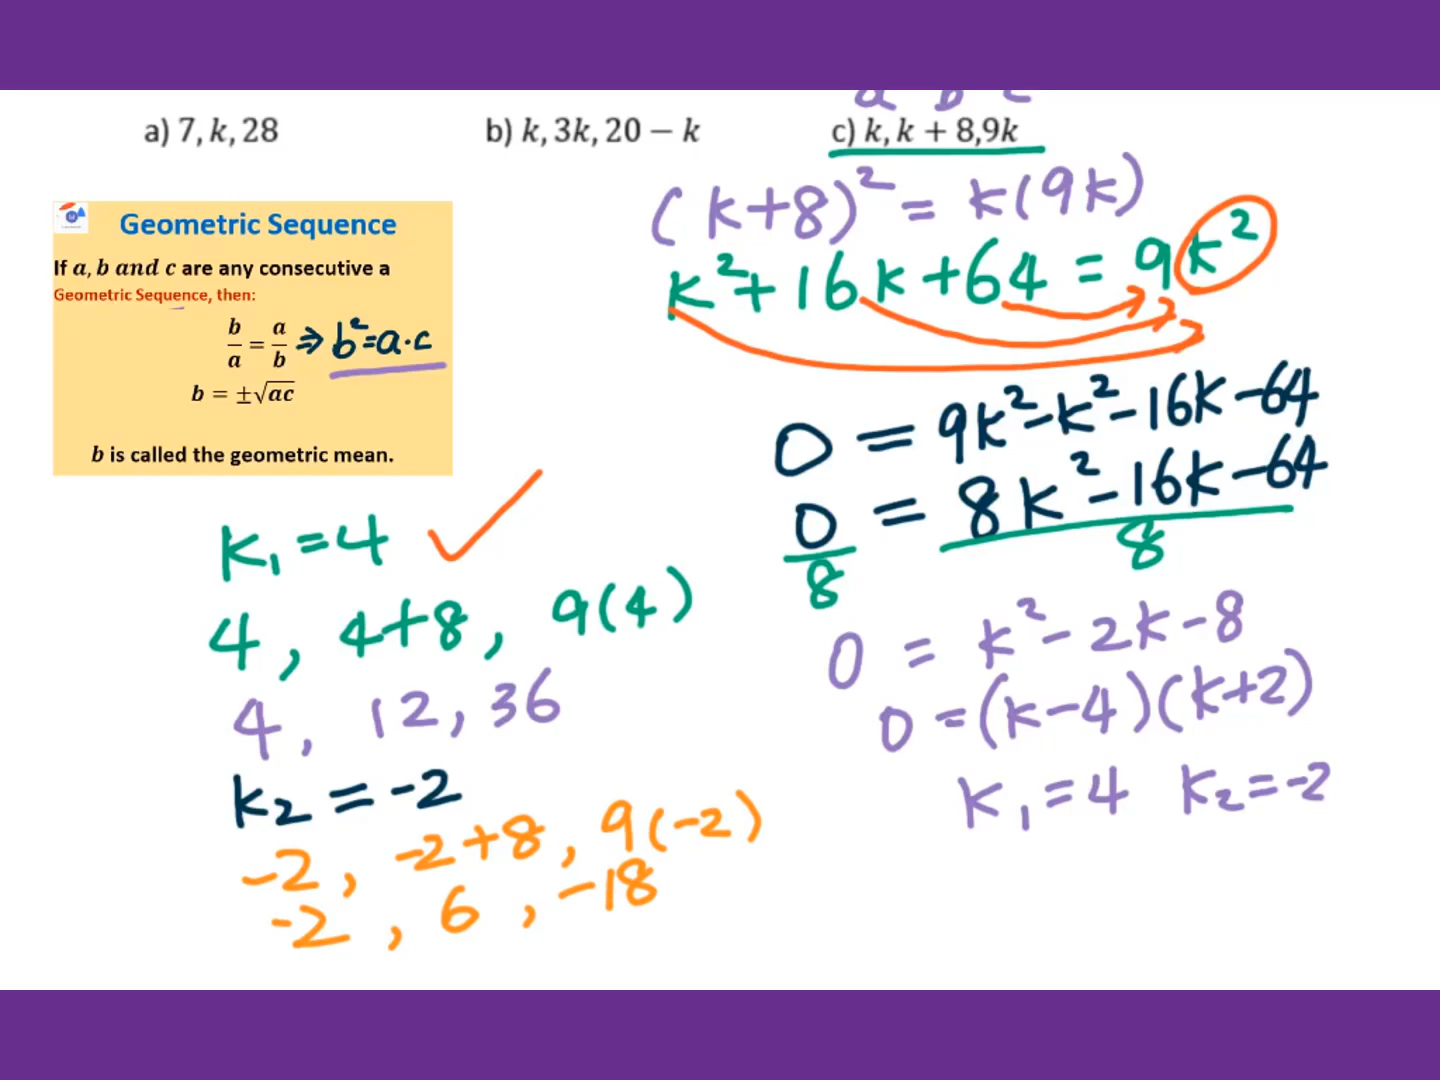 a b c
a) 7, k, 28
b) k, 3k, 20 − k
c) k, k + 8,9k
(k+8)² = k(9k)
k²+16k+64 = 9k²
0 = 9k²-k²-16k-64
0 = 8k²-16k-64
8 8
0 = k²-2k-8
0 =(k-4)(k+2)
k₁=4 k₂=-2
Geometric Sequence
If a, b and c are any consecutive a
Geometric Sequence, then:
b/a = a/b ⇒ b²=a·c
b = ±√ac
b is called the geometric mean.
k₁=4 ✓
4, 4+8, 9(4)
4, 12, 36
k₂ = -2
-2, -2+8, 9(-2)
-2, 6, -18